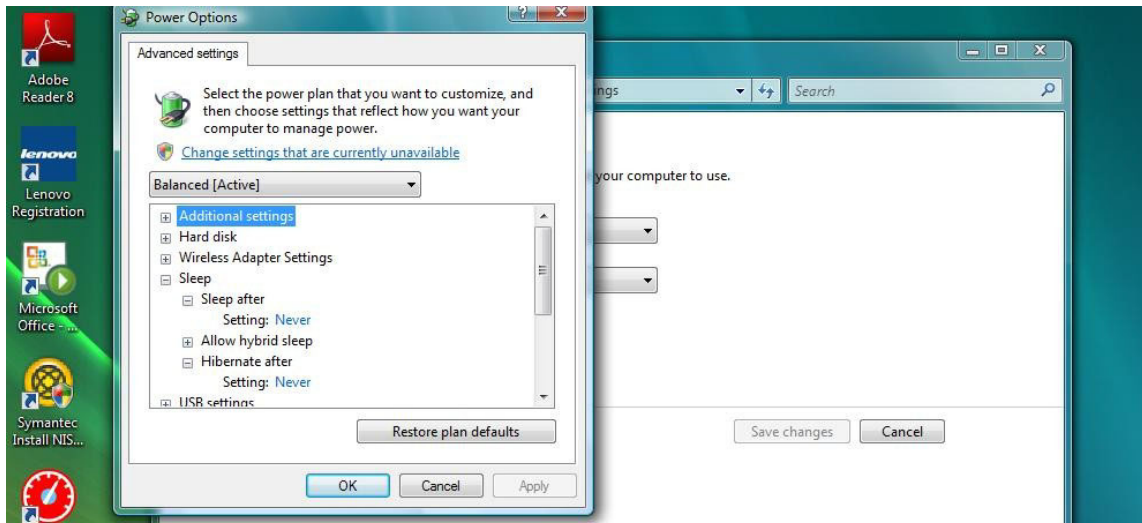 Adobe
Reader 8
lenovo
Lenovo
Registration
Microsoft
Office - ...
Symantec
Install NIS...
Power Options
Advanced settings
Select the power plan that you want to customize, and
then choose settings that reflect how you want your
computer to manage power.
Change settings that are currently unavailable
Balanced [Active]
Additional settings
Hard disk
Wireless Adapter Settings
Sleep
Sleep after
Setting: Never
Allow hybrid sleep
Hibernate after
Setting: Never
USB settings
Restore plan defaults
OK Cancel Apply
ings Search
your computer to use.
Save changes Cancel